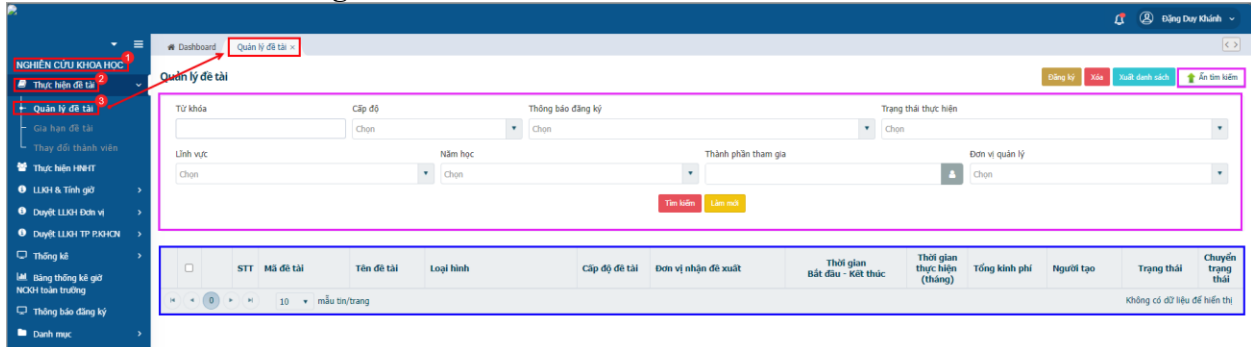 Đặng Duy Khánh
NGHIÊN CỨU KHOA HỌC 1
Thực hiện đề tài 2
Quản lý đề tài 3
Gia hạn đề tài
Thay đổi thành viên
Thực hiện HNHT
LLKH & Tính giờ
Duyệt LLKH Đơn vị
Duyệt LLKH TP P.KHCN
Thống kê
Bảng thống kê giờ
NCKH toàn trường
Thông báo đăng ký
Danh mục
Dashboard Quản lý đề tài ×
Quản lý đề tài
Đăng ký Xóa Xuất danh sách Ẩn tìm kiếm
Từ khóa Cấp độ Thông báo đăng ký Trạng thái thực hiện
Chọn Chọn Chọn
Lĩnh vực Năm học Thành phần tham gia Đơn vị quản lý
Chọn Chọn Chọn
Tìm kiếm Làm mới
STT Mã đề tài Tên đề tài Loại hình Cấp độ đề tài Đơn vị nhận đề xuất Thời gian Bắt đầu - Kết thúc Thời gian thực hiện (tháng) Tổng kinh phí Người tạo Trạng thái Chuyển trạng thái
0 10 mẫu tin/trang Không có dữ liệu để hiển thị